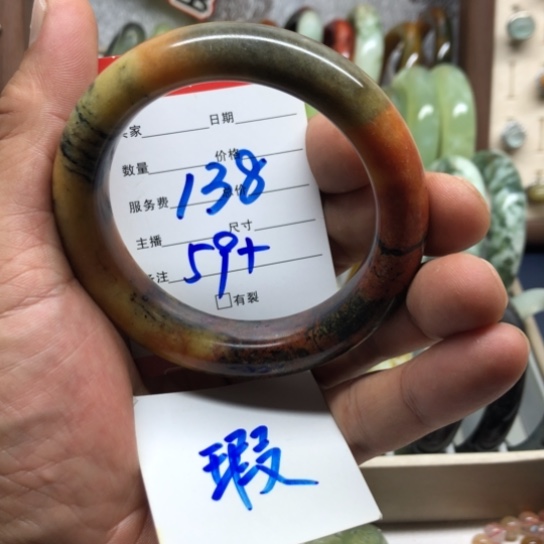 家 日期
数量 价格
138
服务费 价
主播 尺寸
59+
注
□有裂
瑕